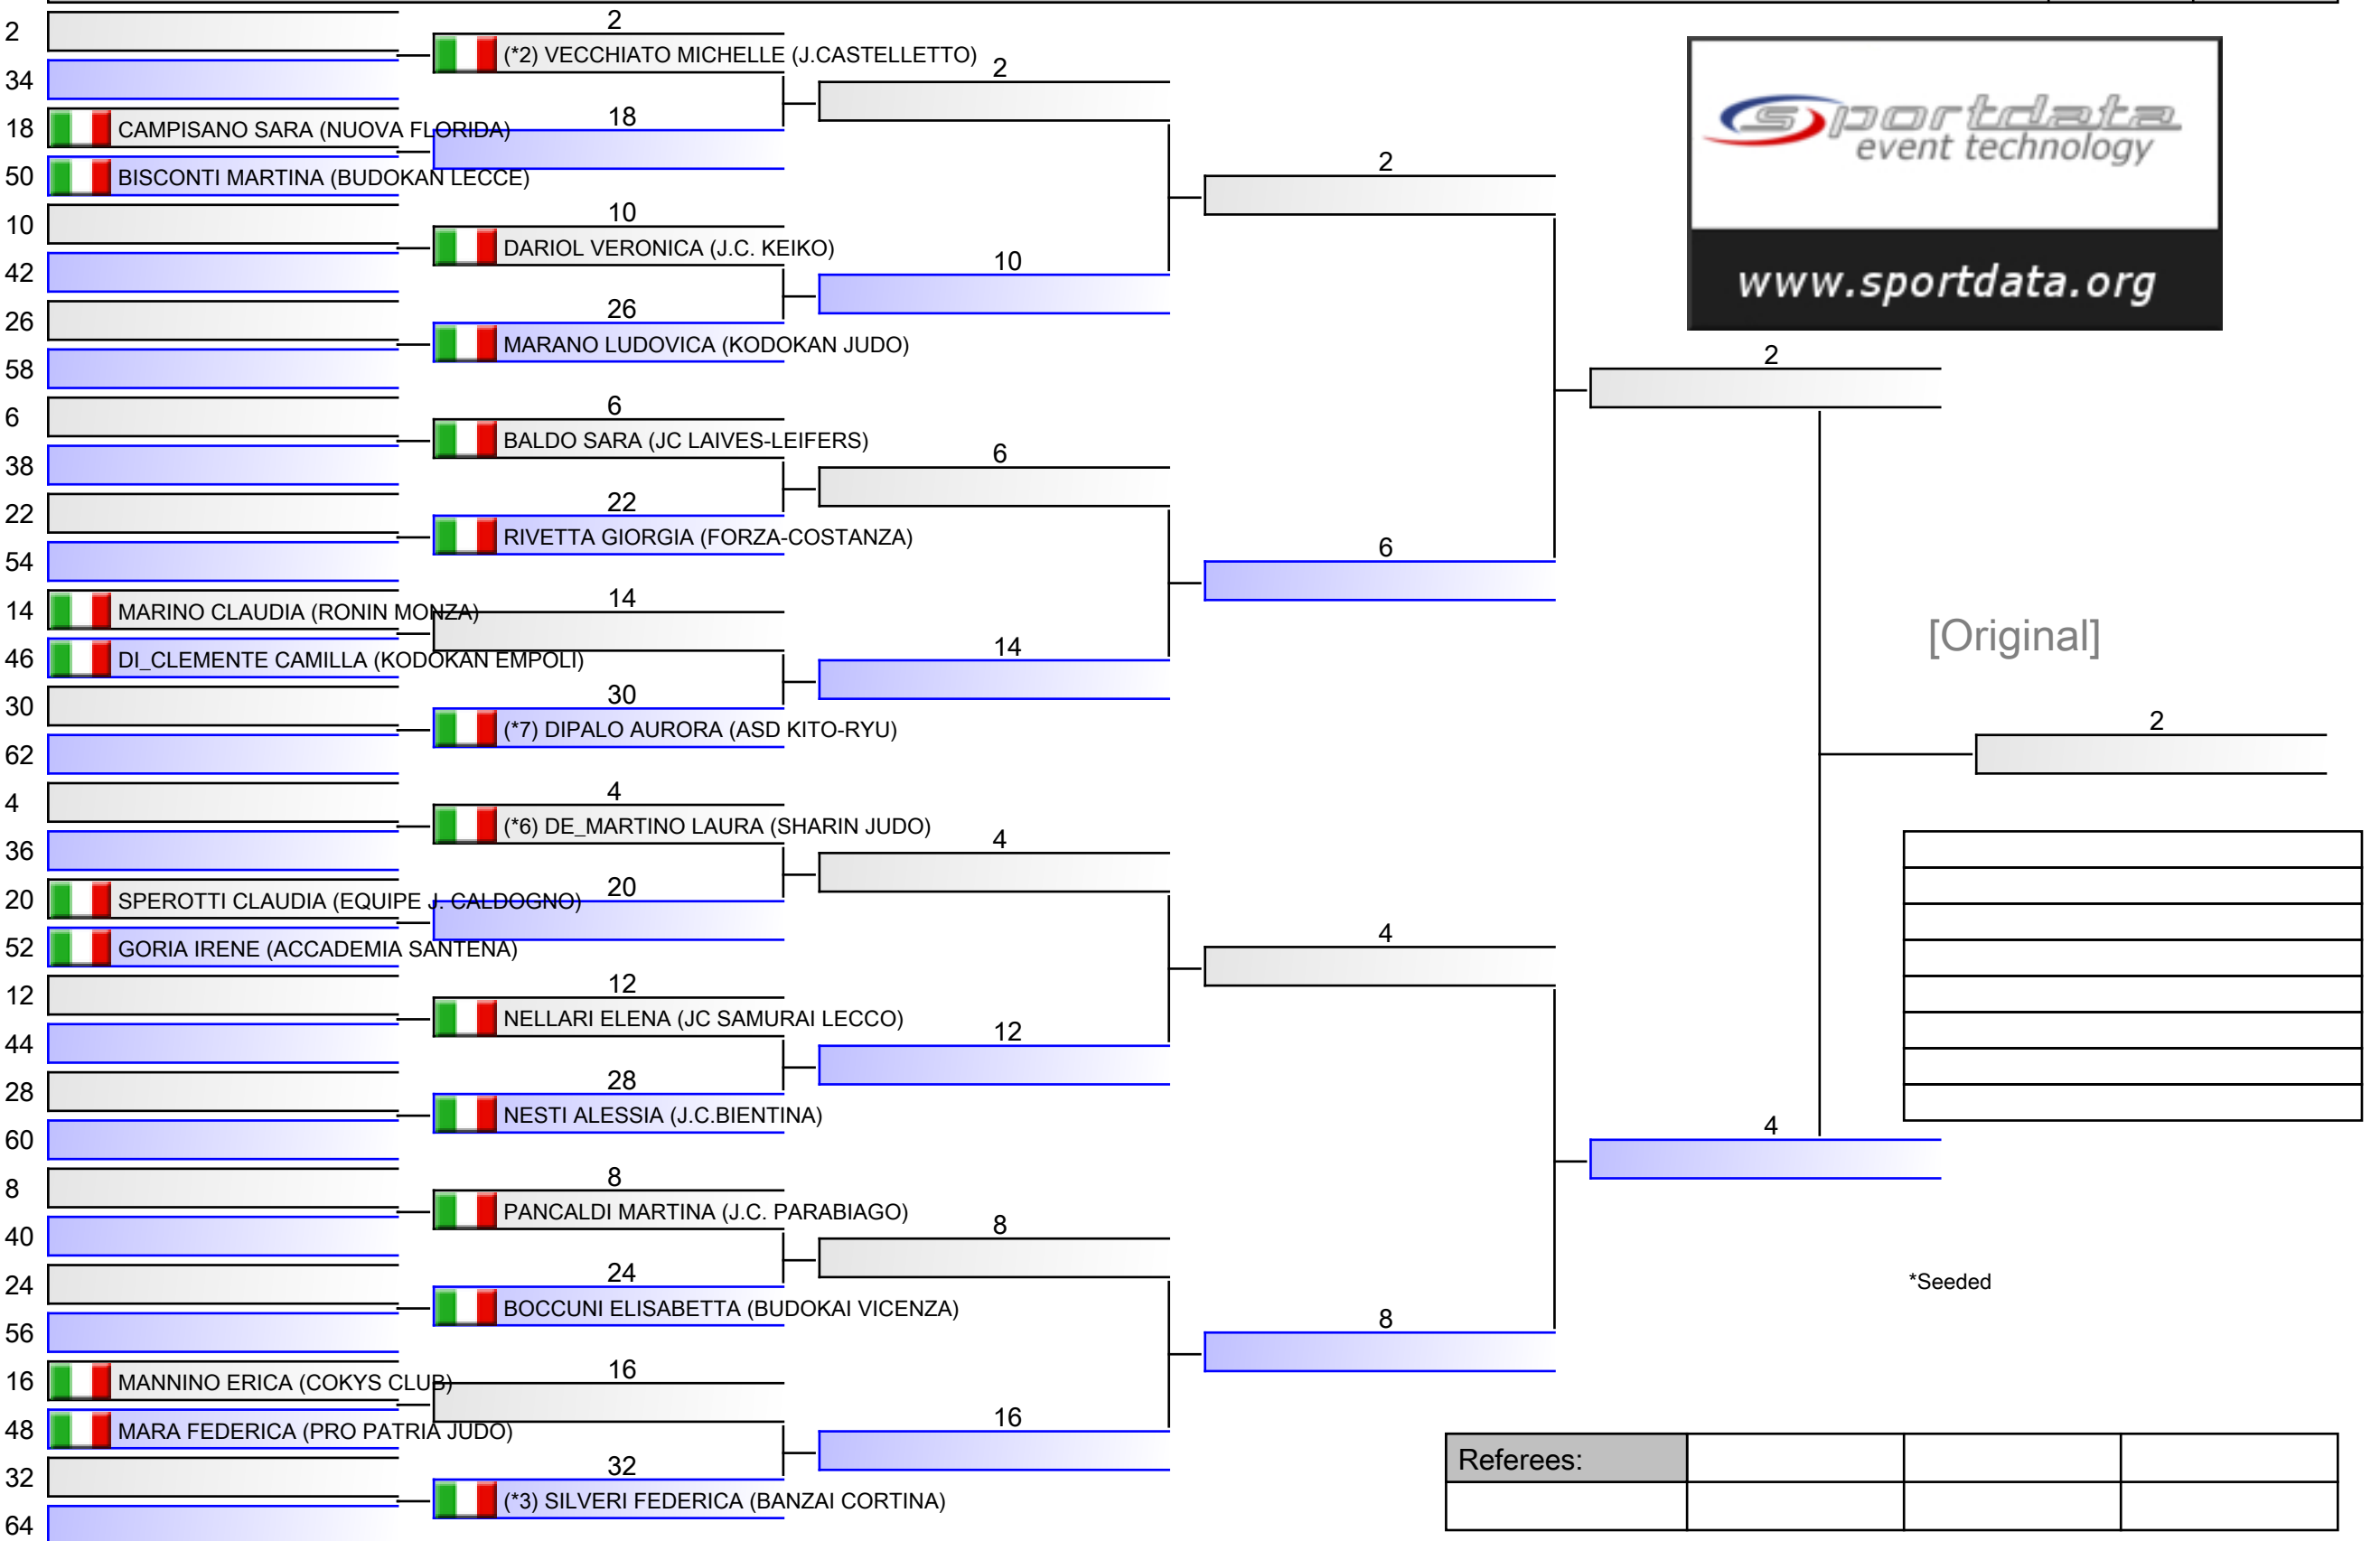 2
34
18 CAMPISANO SARA (NUOVA FLORIDA)
50 BISCONTI MARTINA (BUDOKAN LECCE)
10
42
26
58
6
38
22
54
14 MARINO CLAUDIA (RONIN MONZA)
46 DI_CLEMENTE CAMILLA (KODOKAN EMPOLI)
30
62
4
36
20 SPEROTTI CLAUDIA (EQUIPE J. CALDOGNO)
52 GORIA IRENE (ACCADEMIA SANTENA)
12
44
28
60
8
40
24
56
16 MANNINO ERICA (COKYS CLUB)
48 MARA FEDERICA (PRO PATRIA JUDO)
32
64
2
(*2) VECCHIATO MICHELLE (J.CASTELLETTO)
18
10
DARIOL VERONICA (J.C. KEIKO)
26
MARANO LUDOVICA (KODOKAN JUDO)
6
BALDO SARA (JC LAIVES-LEIFERS)
22
RIVETTA GIORGIA (FORZA-COSTANZA)
14
30
(*7) DIPALO AURORA (ASD KITO-RYU)
4
(*6) DE_MARTINO LAURA (SHARIN JUDO)
20
12
NELLARI ELENA (JC SAMURAI LECCO)
28
NESTI ALESSIA (J.C.BIENTINA)
8
PANCALDI MARTINA (J.C. PARABIAGO)
24
BOCCUNI ELISABETTA (BUDOKAI VICENZA)
16
32
(*3) SILVERI FEDERICA (BANZAI CORTINA)
2
10
6
14
4
12
8
16
2
6
4
8
2
4
2
sportdata
event technology
www.sportdata.org
[Original]
*Seeded
Referees: